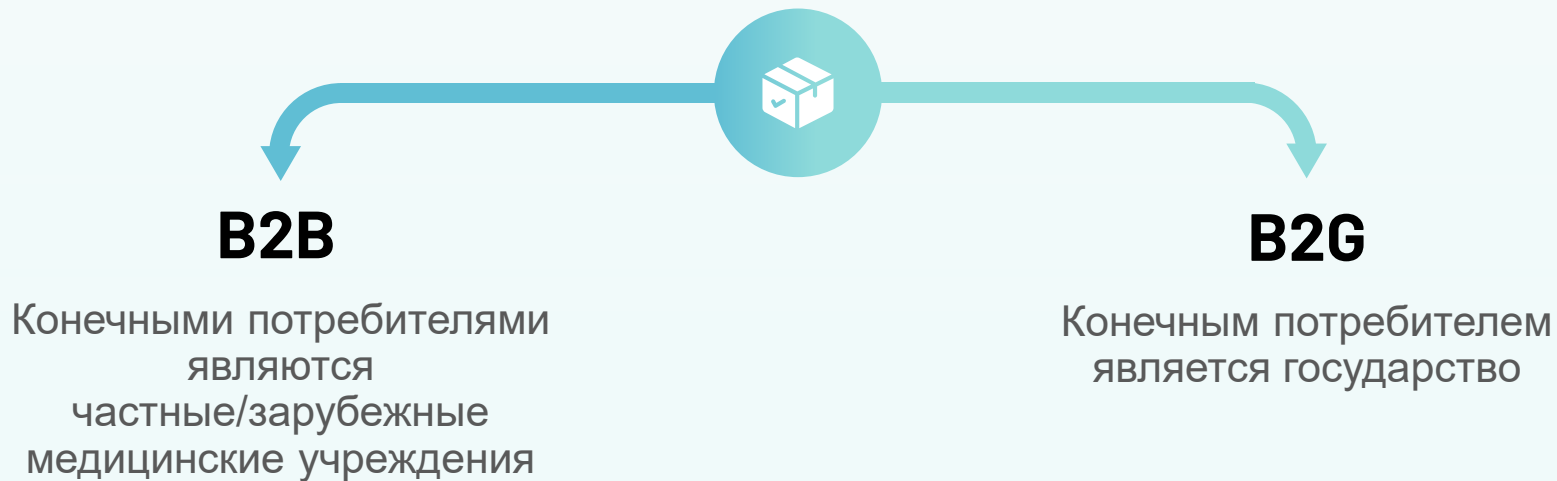 B2B
Конечными потребителями
являются
частные/зарубежные
медицинские учреждения
B2G
Конечным потребителем
является государство